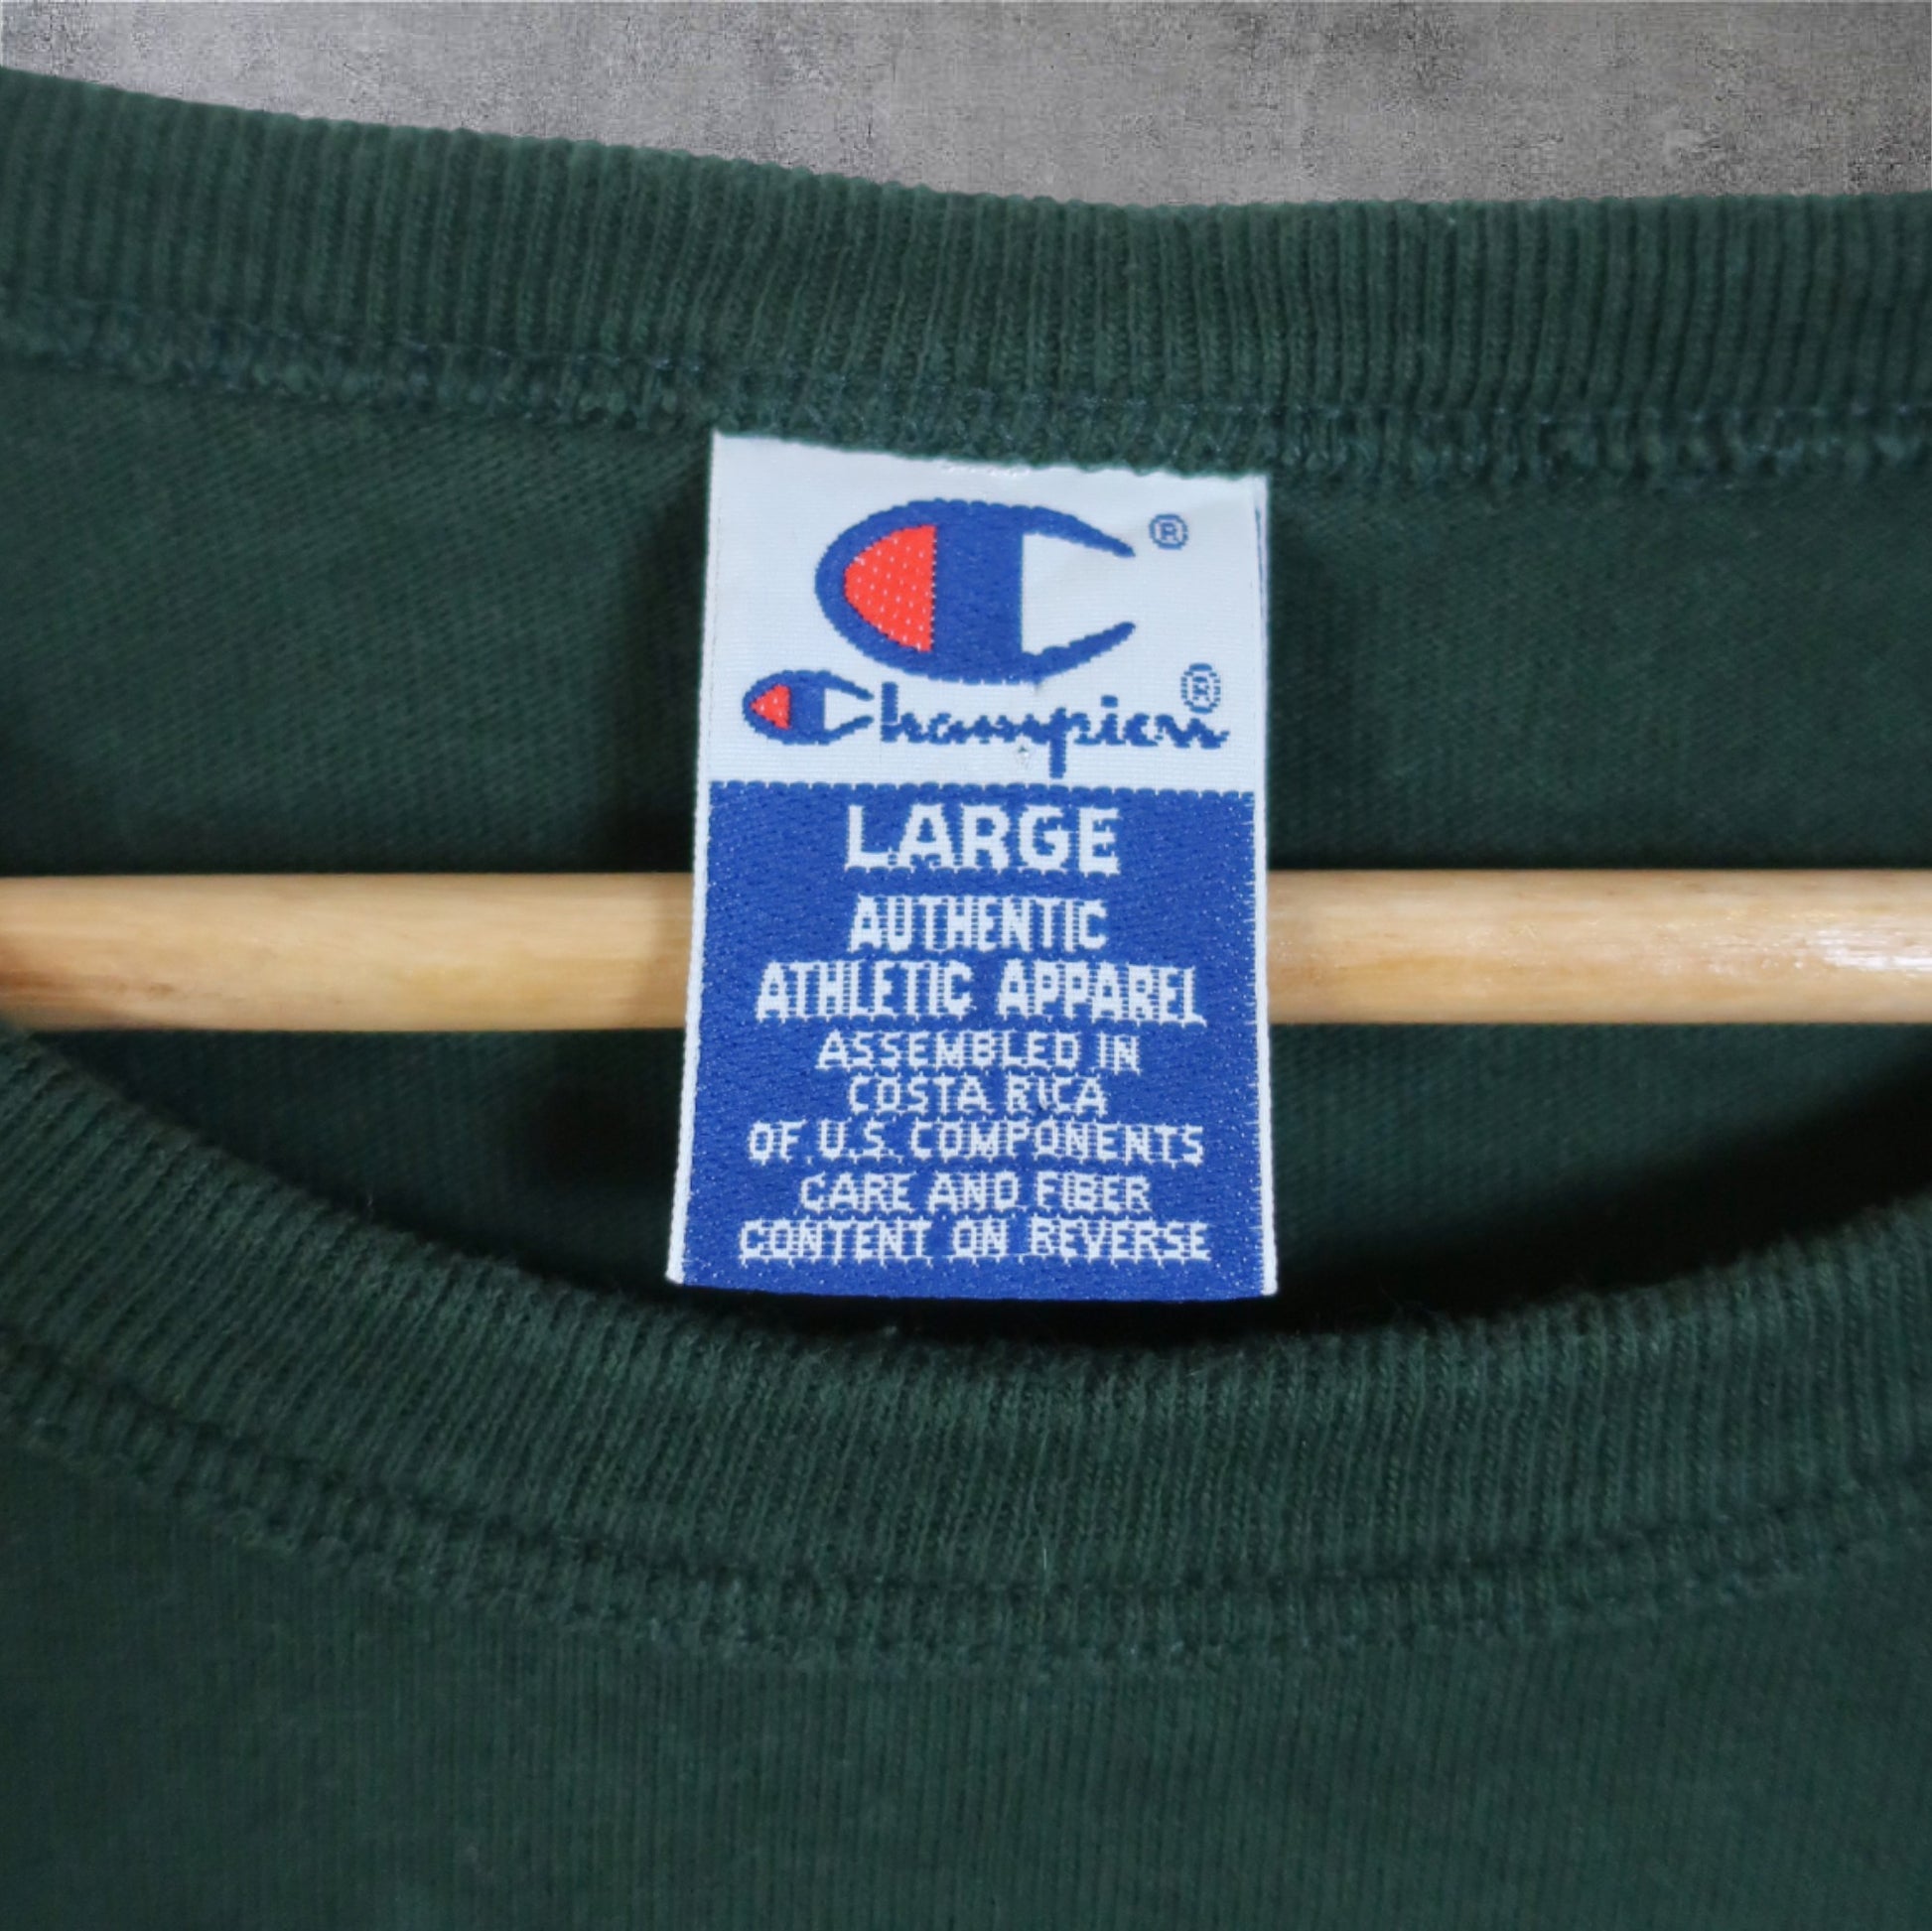 ®
Champion®
LARGE
AUTHENTIC
ATHLETIC APPAREL
ASSEMBLED IN
COSTA RICA
OF U.S. COMPONENTS
CARE AND FIBER
CONTENT ON REVERSE